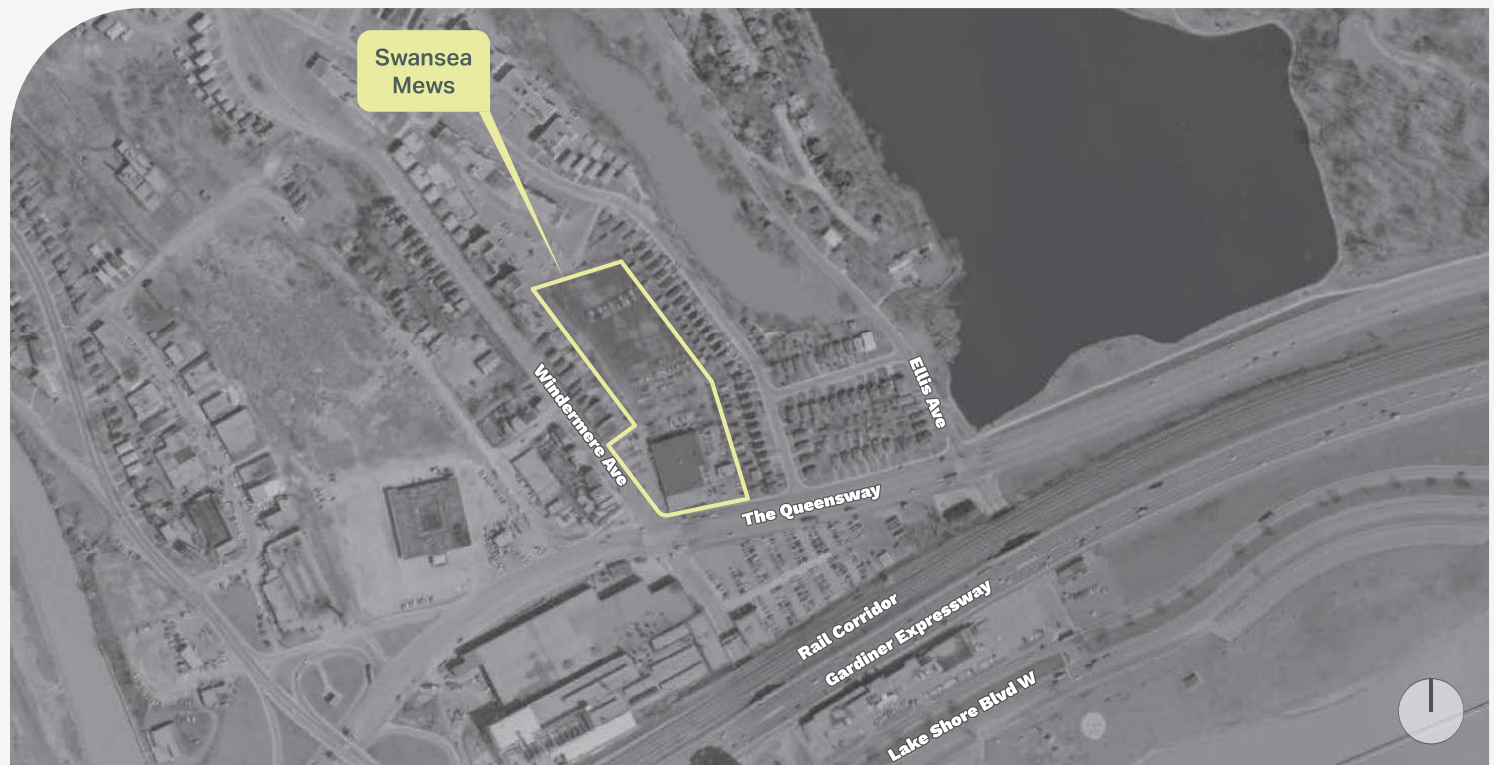 Swansea
Mews
Windermere Ave
Ellis Ave
The Queensway
Rail Corridor
Gardiner Expressway
Lake Shore Blvd W